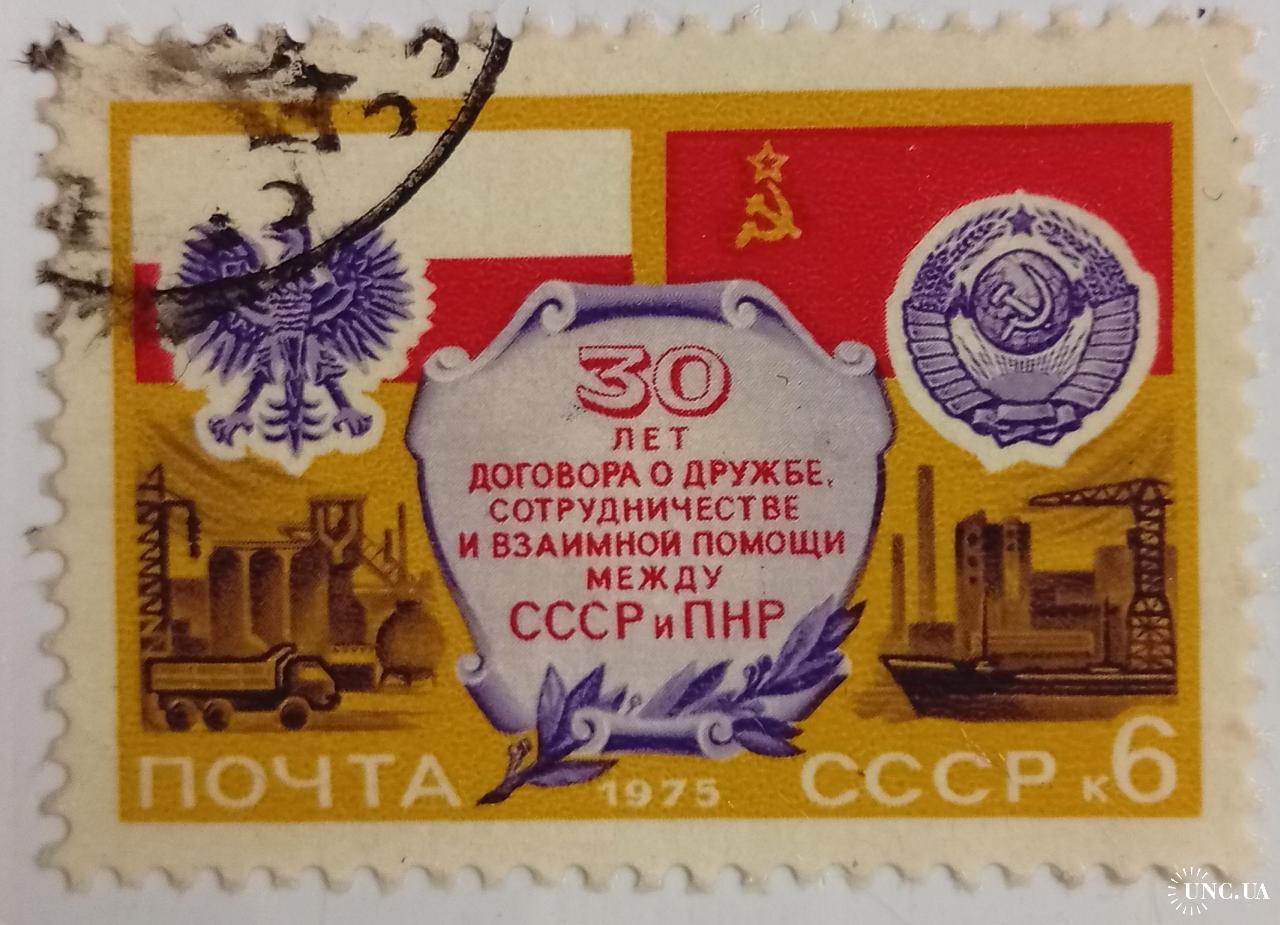 30
ЛЕТ
ДОГОВОРА О ДРУЖБЕ,
СОТРУДНИЧЕСТВЕ
И ВЗАИМНОЙ ПОМОЩИ
МЕЖДУ
СССР и ПНР
ПОЧТА 1975 СССР к6
UNC.UA